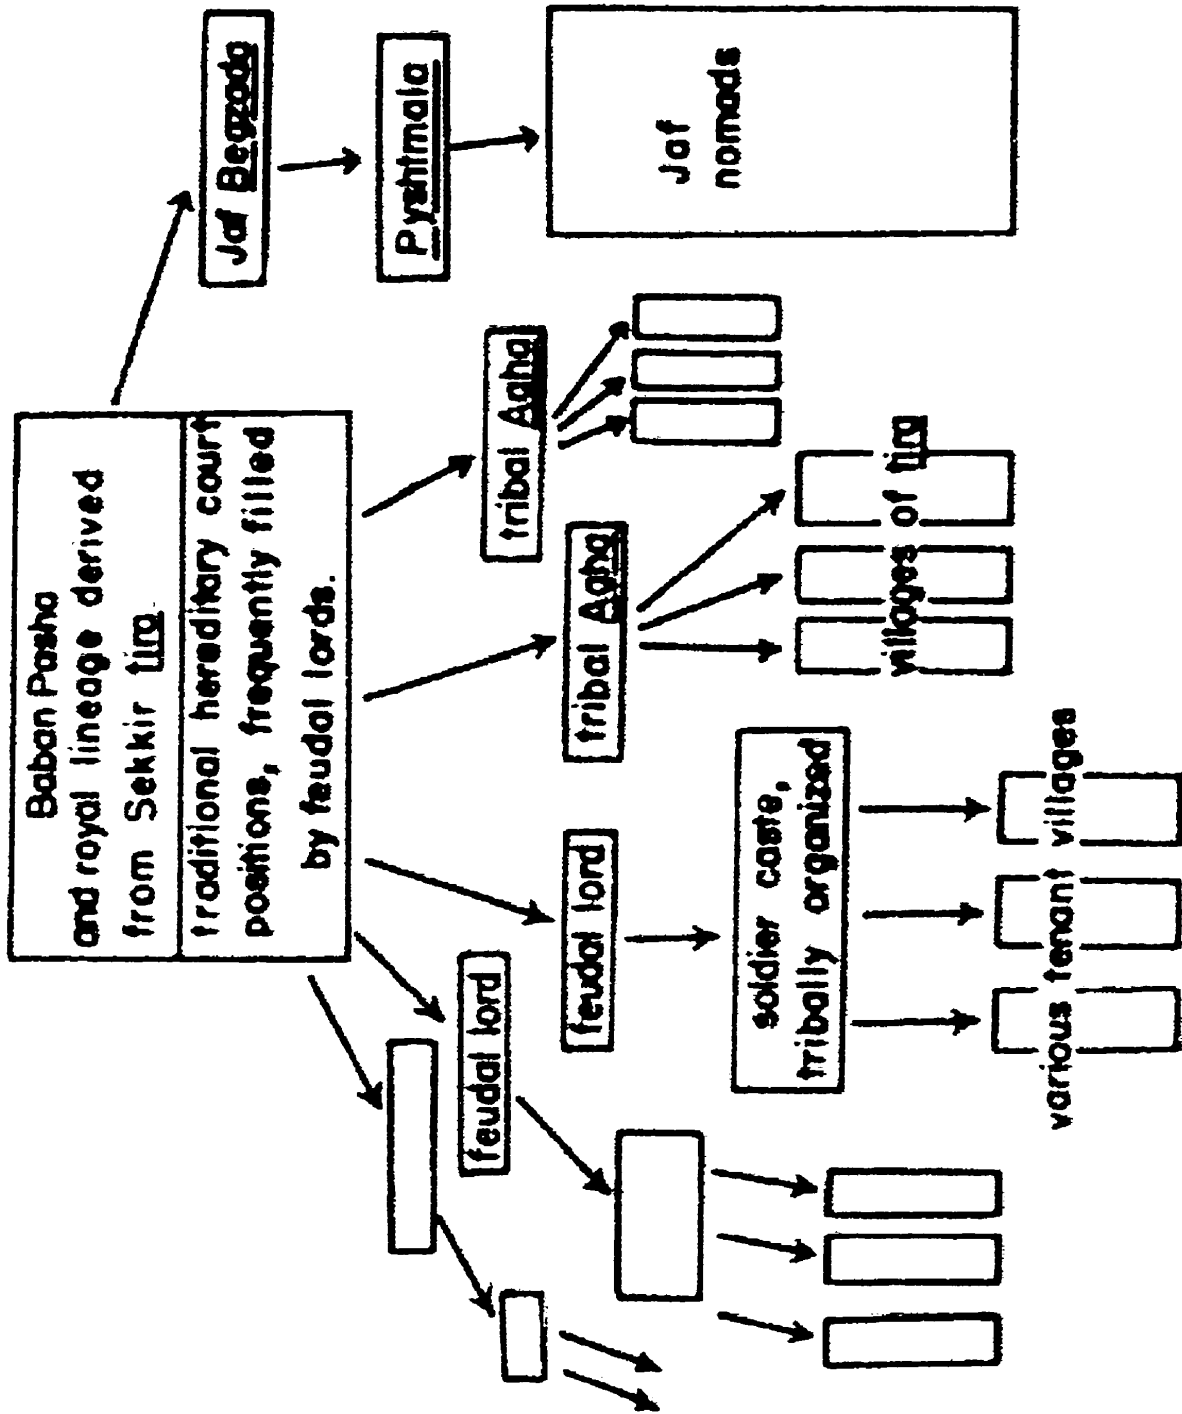 Baban Pasha
and royal lineage derived
from Sekkir tira.
traditional hereditary court
positions, frequently filled
by feudal lords.
feudal lord
feudal lord
tribal Agha
tribal Agha
Jaf Begzada
Pyshtmala
Jaf
nomads
soldier caste,
tribally organized
villages of tira
various tenant villages